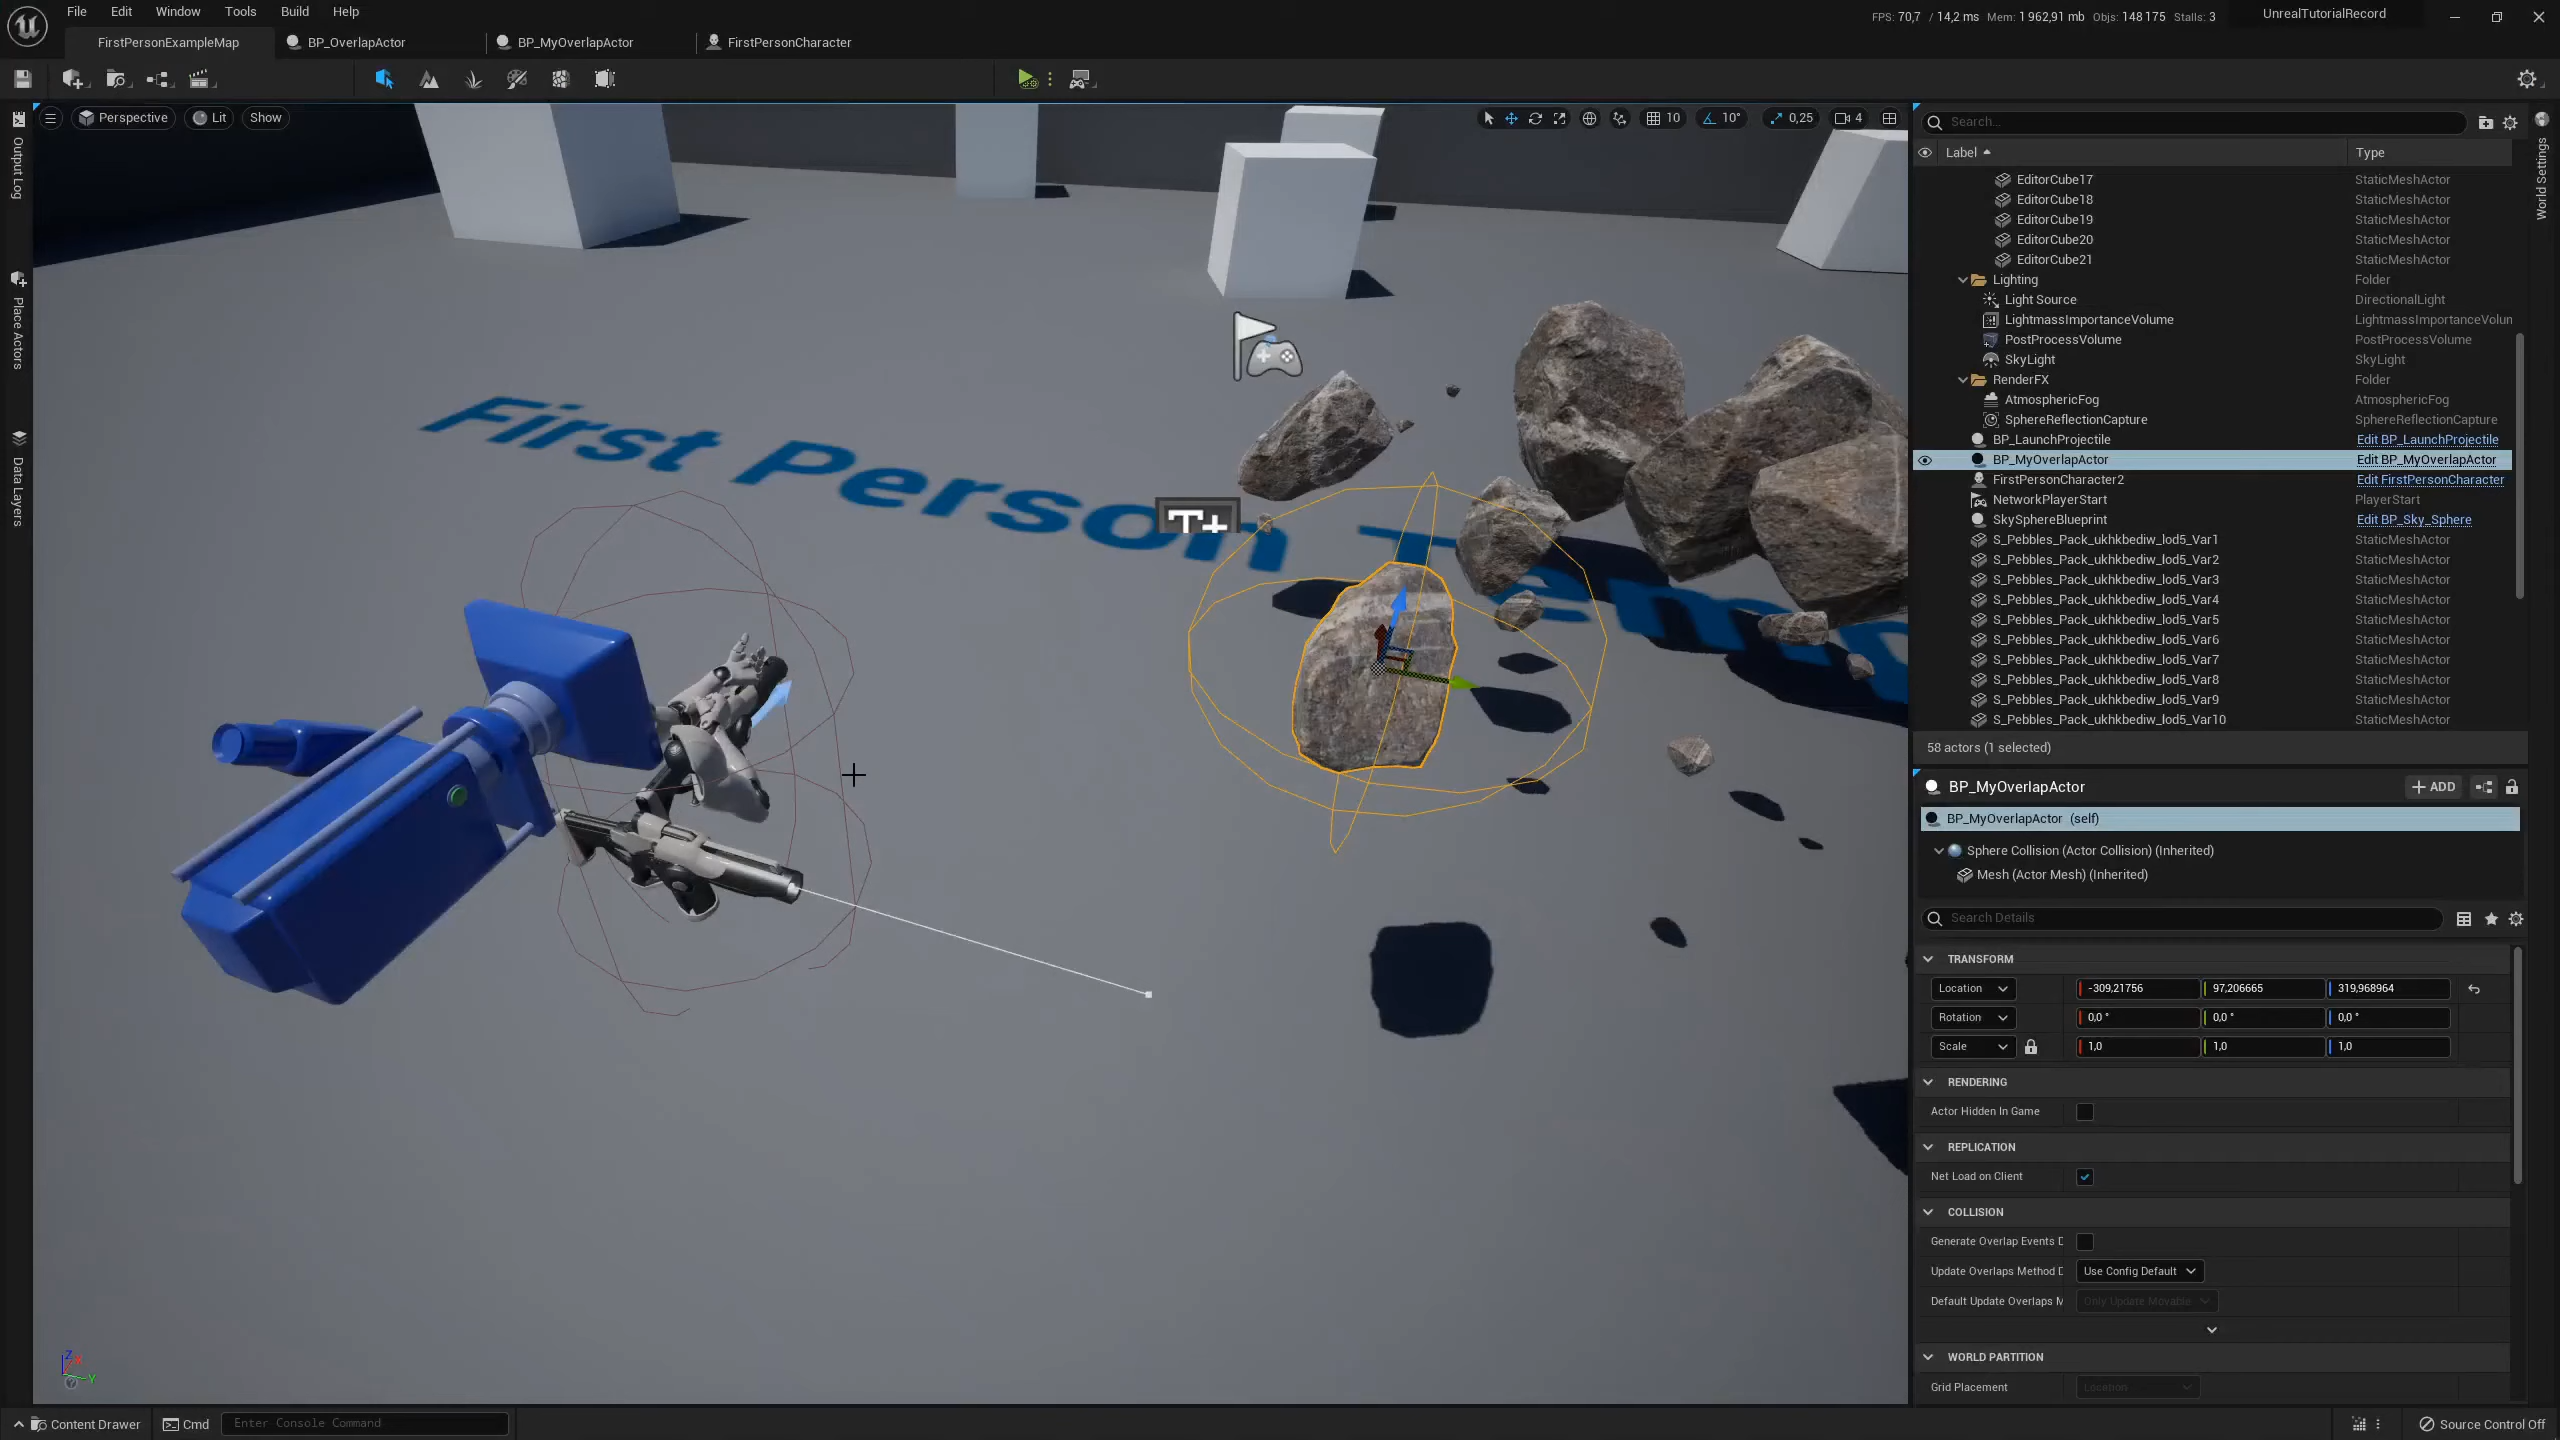 File Edit Window Tools Build Help
FPS: 70,7 / 14,2 ms Mem: 1 962,91 mb Objs: 148 175 Stalls: 3
UnrealTutorialRecord
FirstPersonExampleMap
BP_OverlapActor
BP_MyOverlapActor
FirstPersonCharacter
Perspective
Lit
Show
10
10°
0,25
4
Output Log
Place Actors
Data Layers
World Settings
First Person Temp
T+
Search...
Label Type
EditorCube17 StaticMeshActor
EditorCube18 StaticMeshActor
EditorCube19 StaticMeshActor
EditorCube20 StaticMeshActor
EditorCube21 StaticMeshActor
Lighting Folder
Light Source DirectionalLight
LightmassImportanceVolume LightmassImportanceVolun
PostProcessVolume PostProcessVolume
SkyLight SkyLight
RenderFX Folder
AtmosphericFog AtmosphericFog
SphereReflectionCapture SphereReflectionCapture
BP_LaunchProjectile Edit BP_LaunchProjectile
BP_MyOverlapActor Edit BP_MyOverlapActor
FirstPersonCharacter2 Edit FirstPersonCharacter
NetworkPlayerStart PlayerStart
SkySphereBlueprint Edit BP_Sky_Sphere
S_Pebbles_Pack_ukhkbediw_lod5_Var1 StaticMeshActor
S_Pebbles_Pack_ukhkbediw_lod5_Var2 StaticMeshActor
S_Pebbles_Pack_ukhkbediw_lod5_Var3 StaticMeshActor
S_Pebbles_Pack_ukhkbediw_lod5_Var4 StaticMeshActor
S_Pebbles_Pack_ukhkbediw_lod5_Var5 StaticMeshActor
S_Pebbles_Pack_ukhkbediw_lod5_Var6 StaticMeshActor
S_Pebbles_Pack_ukhkbediw_lod5_Var7 StaticMeshActor
S_Pebbles_Pack_ukhkbediw_lod5_Var8 StaticMeshActor
S_Pebbles_Pack_ukhkbediw_lod5_Var9 StaticMeshActor
S_Pebbles_Pack_ukhkbediw_lod5_Var10 StaticMeshActor
58 actors (1 selected)
BP_MyOverlapActor
ADD
BP_MyOverlapActor (self)
Sphere Collision (Actor Collision) (Inherited)
Mesh (Actor Mesh) (Inherited)
Search Details
TRANSFORM
Location -309,21756 97,206665 319,968964
Rotation 0,0 ° 0,0 ° 0,0 °
Scale 1,0 1,0 1,0
RENDERING
Actor Hidden In Game
REPLICATION
Net Load on Client
COLLISION
Generate Overlap Events D
Update Overlaps Method D Use Config Default
Default Update Overlaps M Only Update Movable
WORLD PARTITION
Grid Placement Location
Z
Y
Content Drawer
Cmd
Enter Console Command
Source Control Off